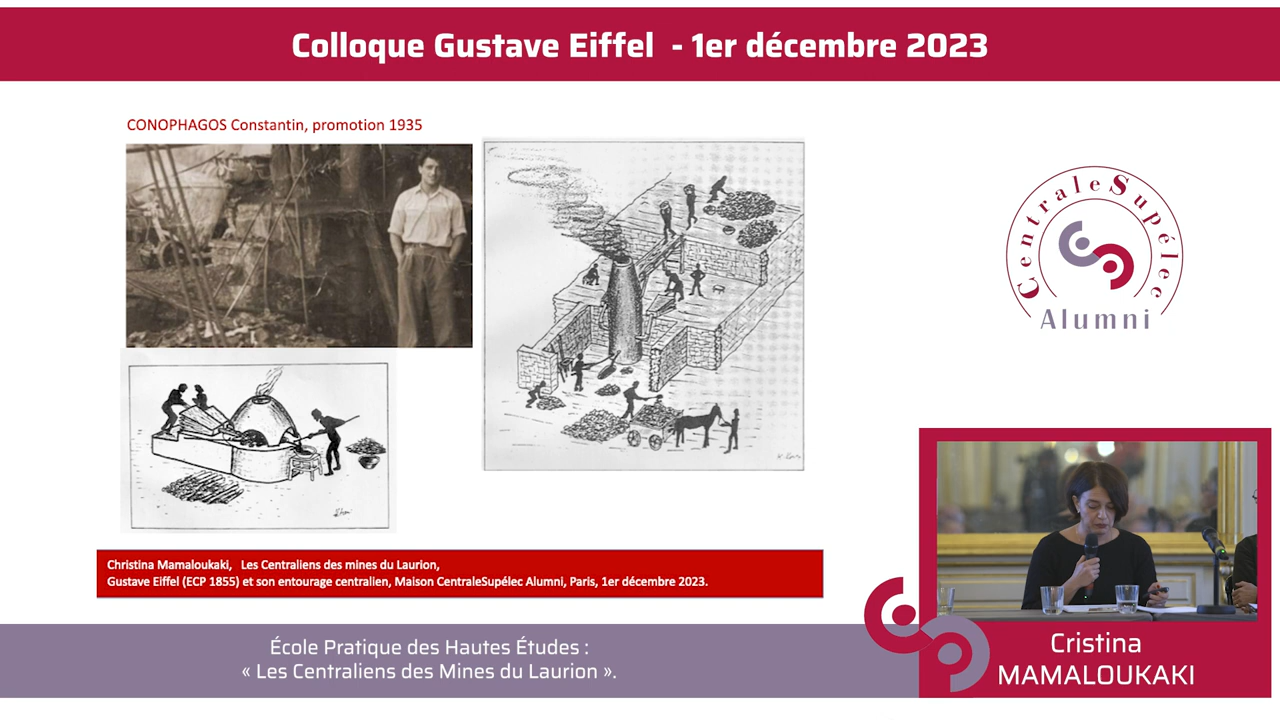 Colloque Gustave Eiffel - 1er décembre 2023
CONOPHAGOS Constantin, promotion 1935
CentraleSupélec
Alumni
Christina Mamaloukaki, Les Centraliens des mines du Laurion,
Gustave Eiffel (ECP 1855) et son entourage centralien, Maison CentraleSupélec Alumni, Paris, 1er décembre 2023.
École Pratique des Hautes Études :
« Les Centraliens des Mines du Laurion ».
Cristina
MAMALOUKAKI